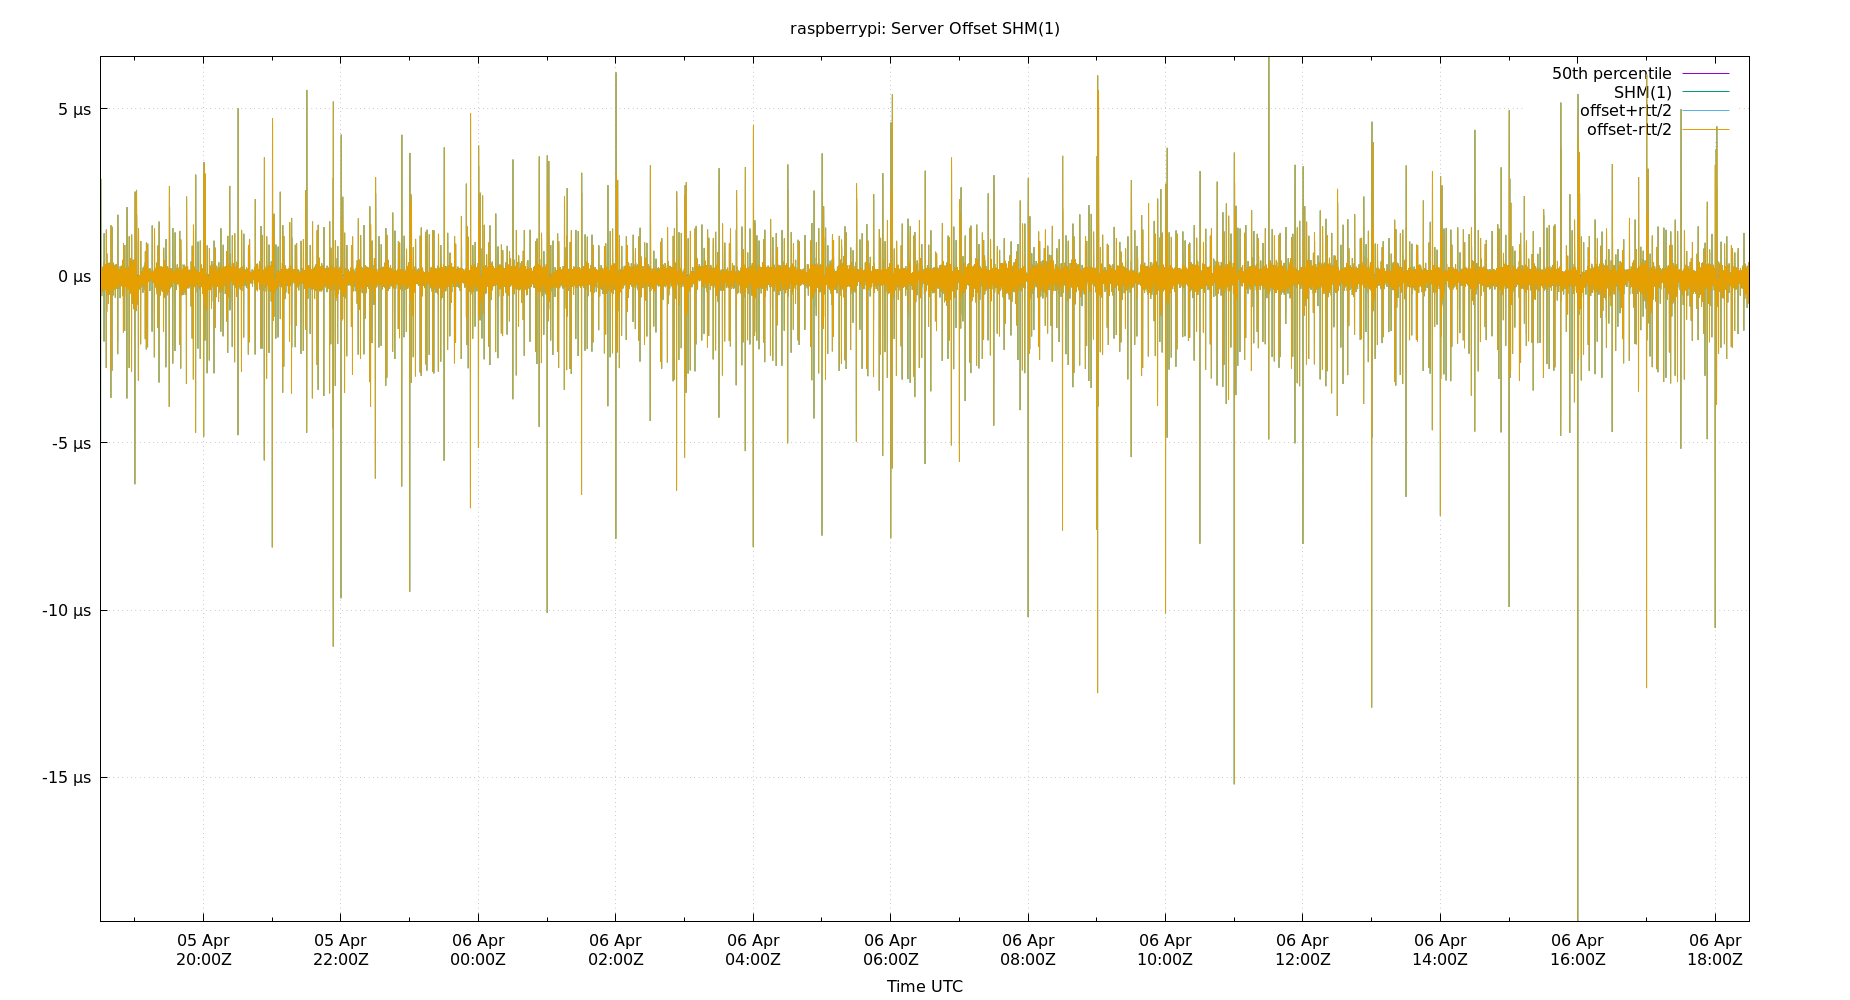 raspberrypi: Server Offset SHM(1)
50th percentile
SHM(1)
offset+rtt/2
offset-rtt/2
5 µs
0 µs
-5 µs
-10 µs
-15 µs
05 Apr 05 Apr 06 Apr 06 Apr 06 Apr 06 Apr 06 Apr 06 Apr 06 Apr 06 Apr 06 Apr 06 Apr
20:00Z 22:00Z 00:00Z 02:00Z 04:00Z 06:00Z 08:00Z 10:00Z 12:00Z 14:00Z 16:00Z 18:00Z
Time UTC